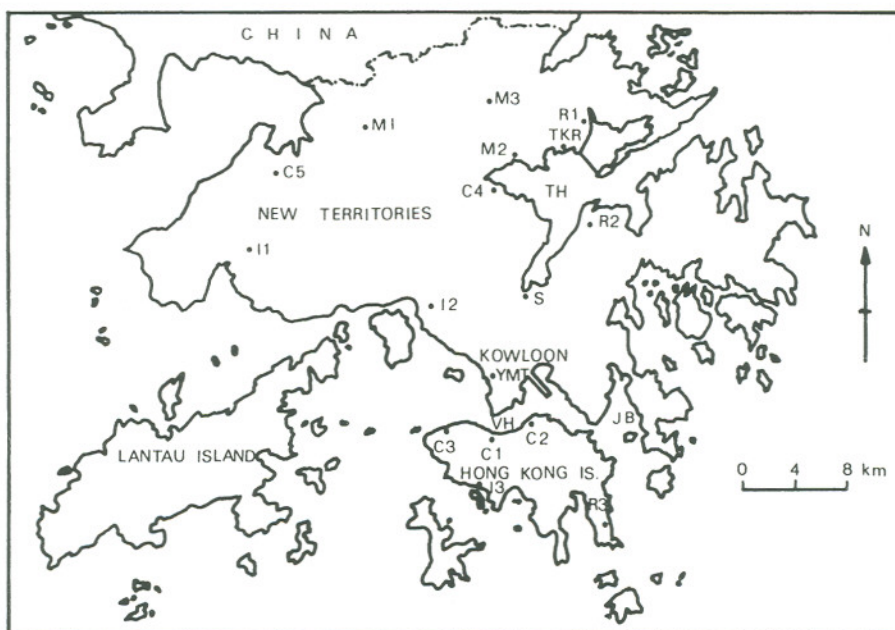 C H I N A
M3
R1
M1
TKR
M2
C5
C4
TH
NEW TERRITORIES
R2
N
I1
S
I2
KOWLOON
YMT
VH
JB
C3
C2
C1
LANTAU ISLAND
HONG KONG IS.
I3
R3
0 4 8 km